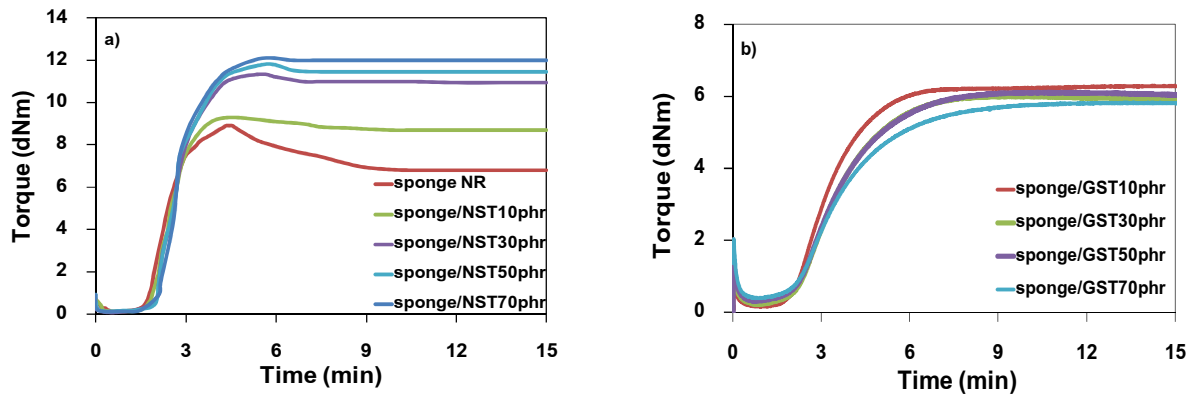 a)
Torque (dNm)
14
12
10
8
6
4
2
0
0 3 6 9 12 15
Time (min)
sponge NR
sponge/NST10phr
sponge/NST30phr
sponge/NST50phr
sponge/NST70phr
b)
Torque (dNm)
8
6
4
2
0
0 3 6 9 12 15
Time (min)
sponge/GST10phr
sponge/GST30phr
sponge/GST50phr
sponge/GST70phr